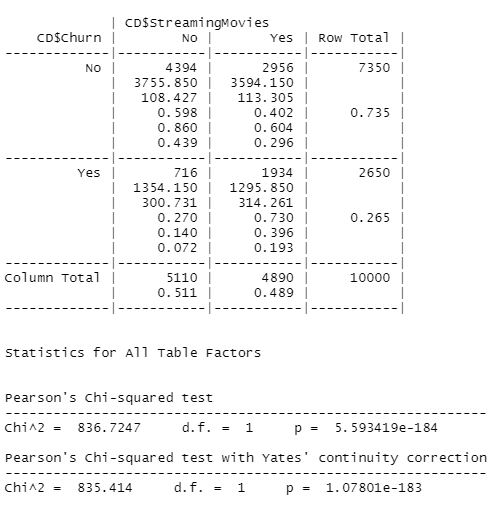 | CD$StreamingMovies
CD$Churn | No | Yes | Row Total |
-------------|-----------|-----------|-----------|
No | 4394 | 2956 | 7350 |
| 3755.850 | 3594.150 | |
| 108.427 | 113.305 | |
| 0.598 | 0.402 | 0.735 |
| 0.860 | 0.604 | |
| 0.439 | 0.296 | |
-------------|-----------|-----------|-----------|
Yes | 716 | 1934 | 2650 |
| 1354.150 | 1295.850 | |
| 300.731 | 314.261 | |
| 0.270 | 0.730 | 0.265 |
| 0.140 | 0.396 | |
| 0.072 | 0.193 | |
-------------|-----------|-----------|-----------|
Column Total | 5110 | 4890 | 10000 |
| 0.511 | 0.489 | |
-------------|-----------|-----------|-----------|
Statistics for All Table Factors
Pearson's Chi-squared test
------------------------------------------------------------
Chi^2 = 836.7247 d.f. = 1 p = 5.593419e-184
Pearson's Chi-squared test with Yates' continuity correction
------------------------------------------------------------
Chi^2 = 835.414 d.f. = 1 p = 1.07801e-183